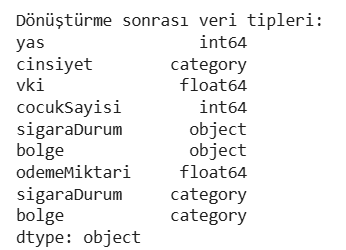 Dönüştürme sonrası veri tipleri:
yas                 int64
cinsiyet         category
vki               float64
cocukSayisi         int64
sigaraDurum        object
bolge              object
odemeMiktari      float64
sigaraDurum      category
bolge            category
dtype: object